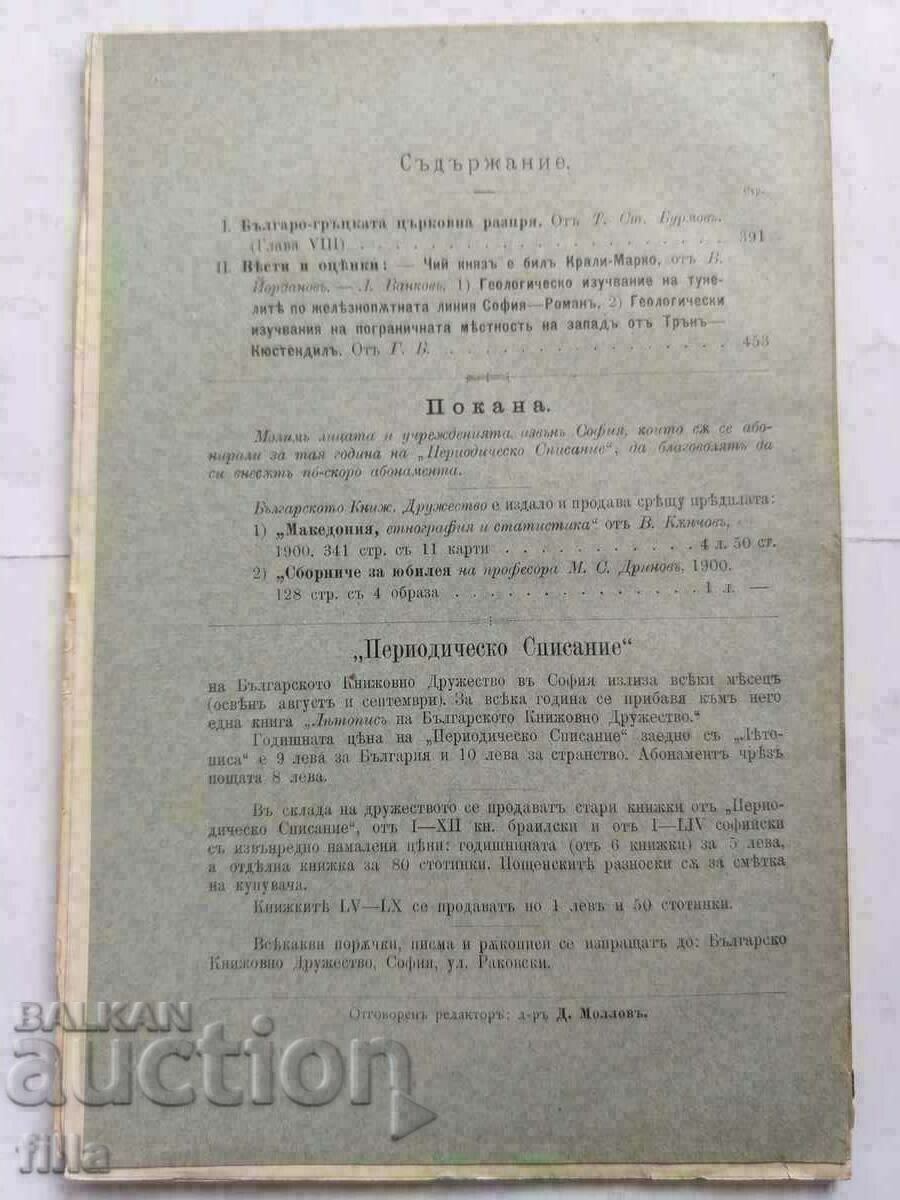 Съдържание.
Стр.
I. Българо-гръцката църковна разпря. Отъ Т. Ст. Бурмовъ.
(Глава VIII) . . . . . . . . . . . . . . . . . . . . 391
II. Вѣсти и оцѣнки: — Чий князъ е билъ Крали-Марко, отъ В.
Йордановъ. — Л. Ванковъ. 1) Геологическо изучвание на туне-
литѣ по желѣзнопѫтната линия София—Романъ. 2) Геологически
изучвания на пограничната мѣстность на западъ отъ Трънъ—
Кюстендилъ. Отъ Г. Б. . . . . . . . . . . . . . . . 453
Покана.
Молимъ лицата и учрежденията извънъ София, които сѫ се або-
нирали за тая година на „Периодическо Списание“, да благоволятъ да
си внесѫтъ по-скоро абонамента.
Българското Книж. Дружество е издало и продава срѣщу прѣдплата:
1) „Македония, етнография и статистика“ отъ В. Кѫнчовъ,
1900. 341 стр. съ 11 карти . . . . . . . . . . . 4 л. 50 ст.
2) „Сборниче за юбилея на професора М. С. Дриновъ, 1900.
128 стр. съ 4 образа . . . . . . . . . . . . . . 1 л. —
„Периодическо Списание“
на Българското Книжовно Дружество въ София излиза всѣки мѣсецъ
(освѣнъ августъ и септември). За всѣка година се прибавя къмъ него
една книга „Лѣтописъ на Българското Книжовно Дружество.“
Годишната цѣна на „Периодическо Списание“ заедно съ „Лѣто-
писа“ е 9 лева за България и 10 лева за странство. Абонаментъ чрѣзъ
пощата 8 лева.
Въ склада на дружеството се продаватъ стари книжки отъ „Перио-
дическо Списание“, отъ I—XII кн. браилски и отъ I—LIV софийски
съ извънредно намалени цѣни: годишнината (отъ 6 книжки) за 5 лева,
а отдѣлна книжка за 80 стотинки. Пощенскитѣ разноски сѫ за смѣтка
на купувача.
Книжкитѣ LV—LX се продаватъ по 1 левъ и 50 стотинки.
Всѣкакви порѫчки, писма и рѫкописи се изпращатъ до: Българско
Книжовно Дружество, София, ул. Раковски.
Отговоренъ редакторъ: д-ръ Д. Молловъ.
BALKAN
auction
filla